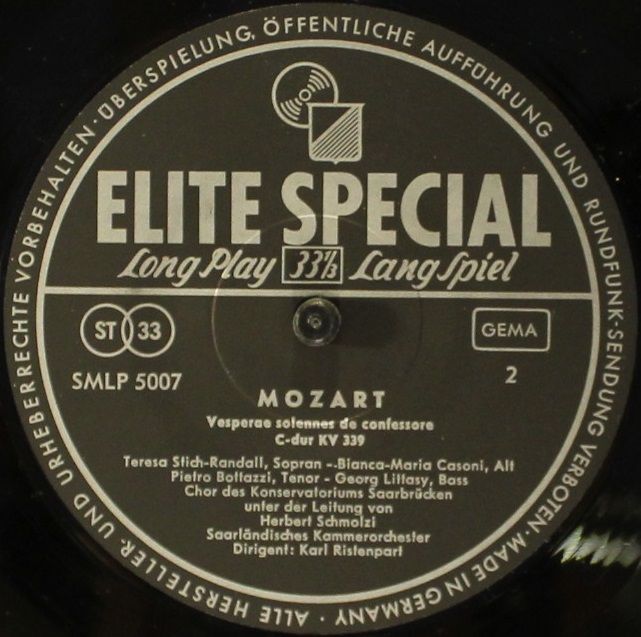 ALLE HERSTELLER- UND URHEBERRECHTE VORBEHALTEN · ÜBERSPIELUNG, ÖFFENTLICHE AUFFÜHRUNG UND RUNDFUNK-SENDUNG VERBOTEN · MADE IN GERMANY ·
ELITE SPECIAL
Long Play 33 1/3 Lang Spiel
ST 33
GEMA
SMLP 5007
2
MOZART
Vesperae solennes de confessore
C-dur KV 339
Teresa Stich-Randall, Sopran -.Bianca-Maria Casoni, Alt
Pietro Bottazzi, Tenor - Georg Littasy, Bass
Chor des Konservatoriums Saarbrücken
unter der Leitung von
Herbert Schmolzi
Saarländisches Kammerorchester
Dirigent: Karl Ristenpart